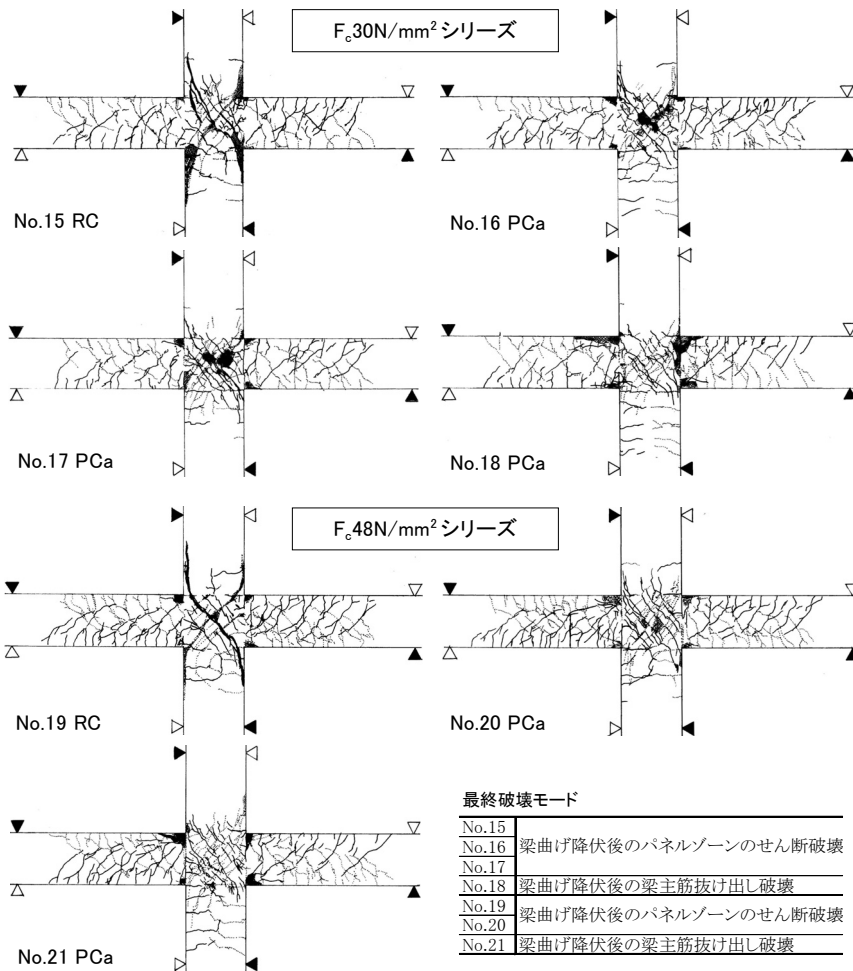 Fc30N/mm² シリーズ
No.15 RC
No.16 PCa
No.17 PCa
No.18 PCa
Fc48N/mm² シリーズ
No.19 RC
No.20 PCa
No.21 PCa
最終破壊モード
No.15
No.16 梁曲げ降伏後のパネルゾーンのせん断破壊
No.17
No.18 梁曲げ降伏後の梁主筋抜け出し破壊
No.19 梁曲げ降伏後のパネルゾーンのせん断破壊
No.20
No.21 梁曲げ降伏後の梁主筋抜け出し破壊